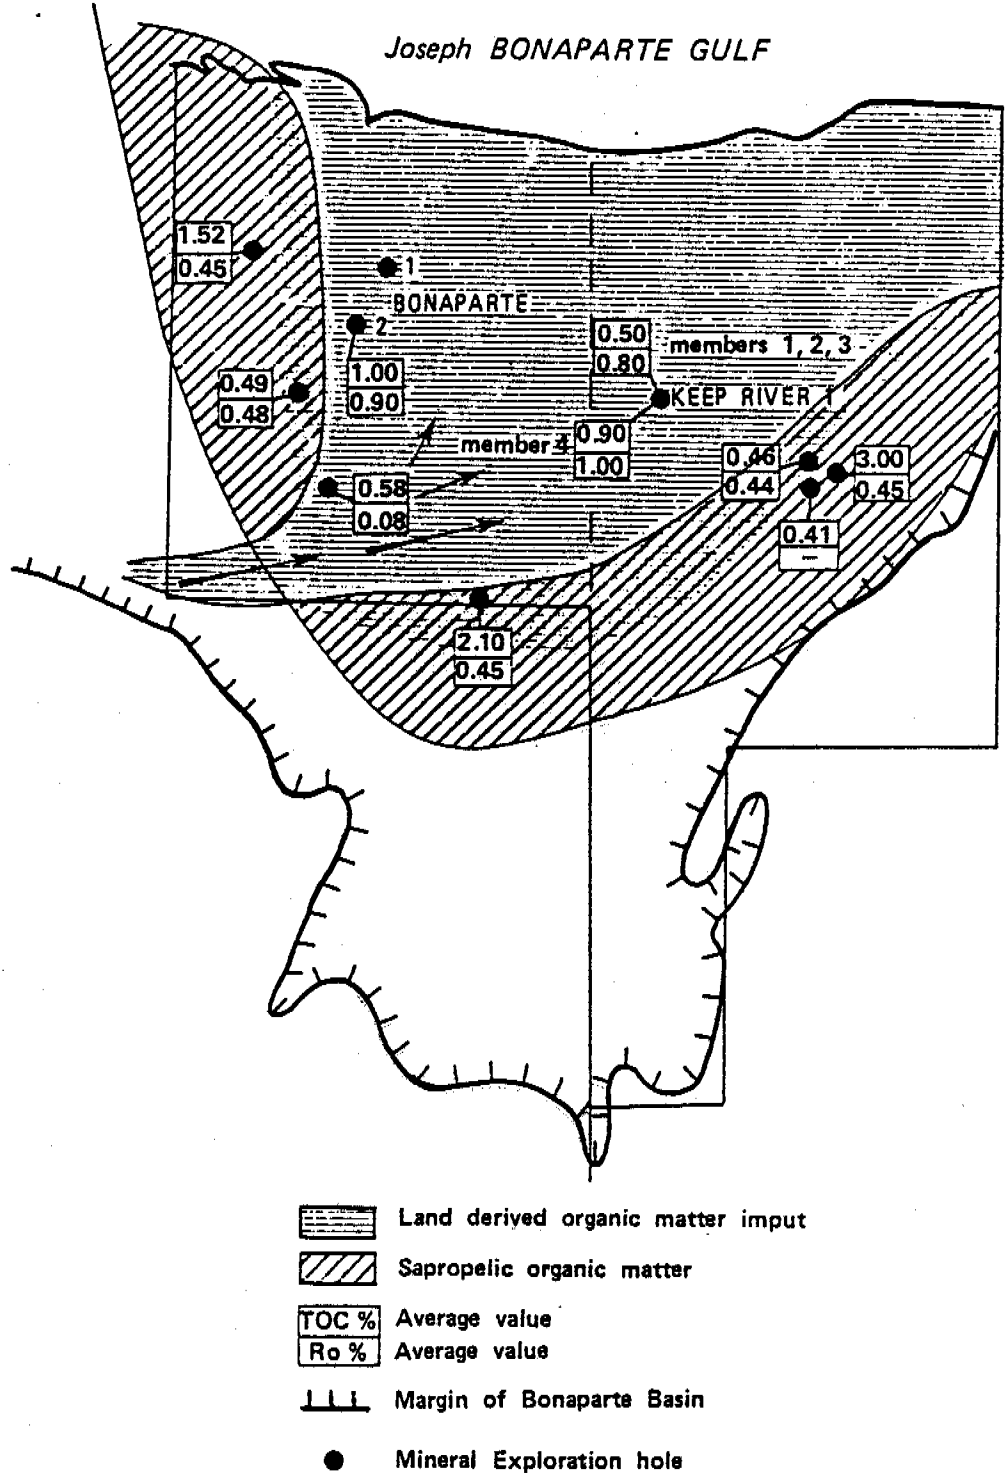 Joseph BONAPARTE GULF
1.52
0.45
1
BONAPARTE
2
0.50
0.80
members 1, 2, 3
1.00
0.90
0.49
0.48
KEEP RIVER 1
member 4
0.90
1.00
0.46
0.44
3.00
0.45
0.58
0.08
0.41
—
2.10
0.45
Land derived organic matter imput
Sapropelic organic matter
TOC % Average value
Ro % Average value
Margin of Bonaparte Basin
Mineral Exploration hole